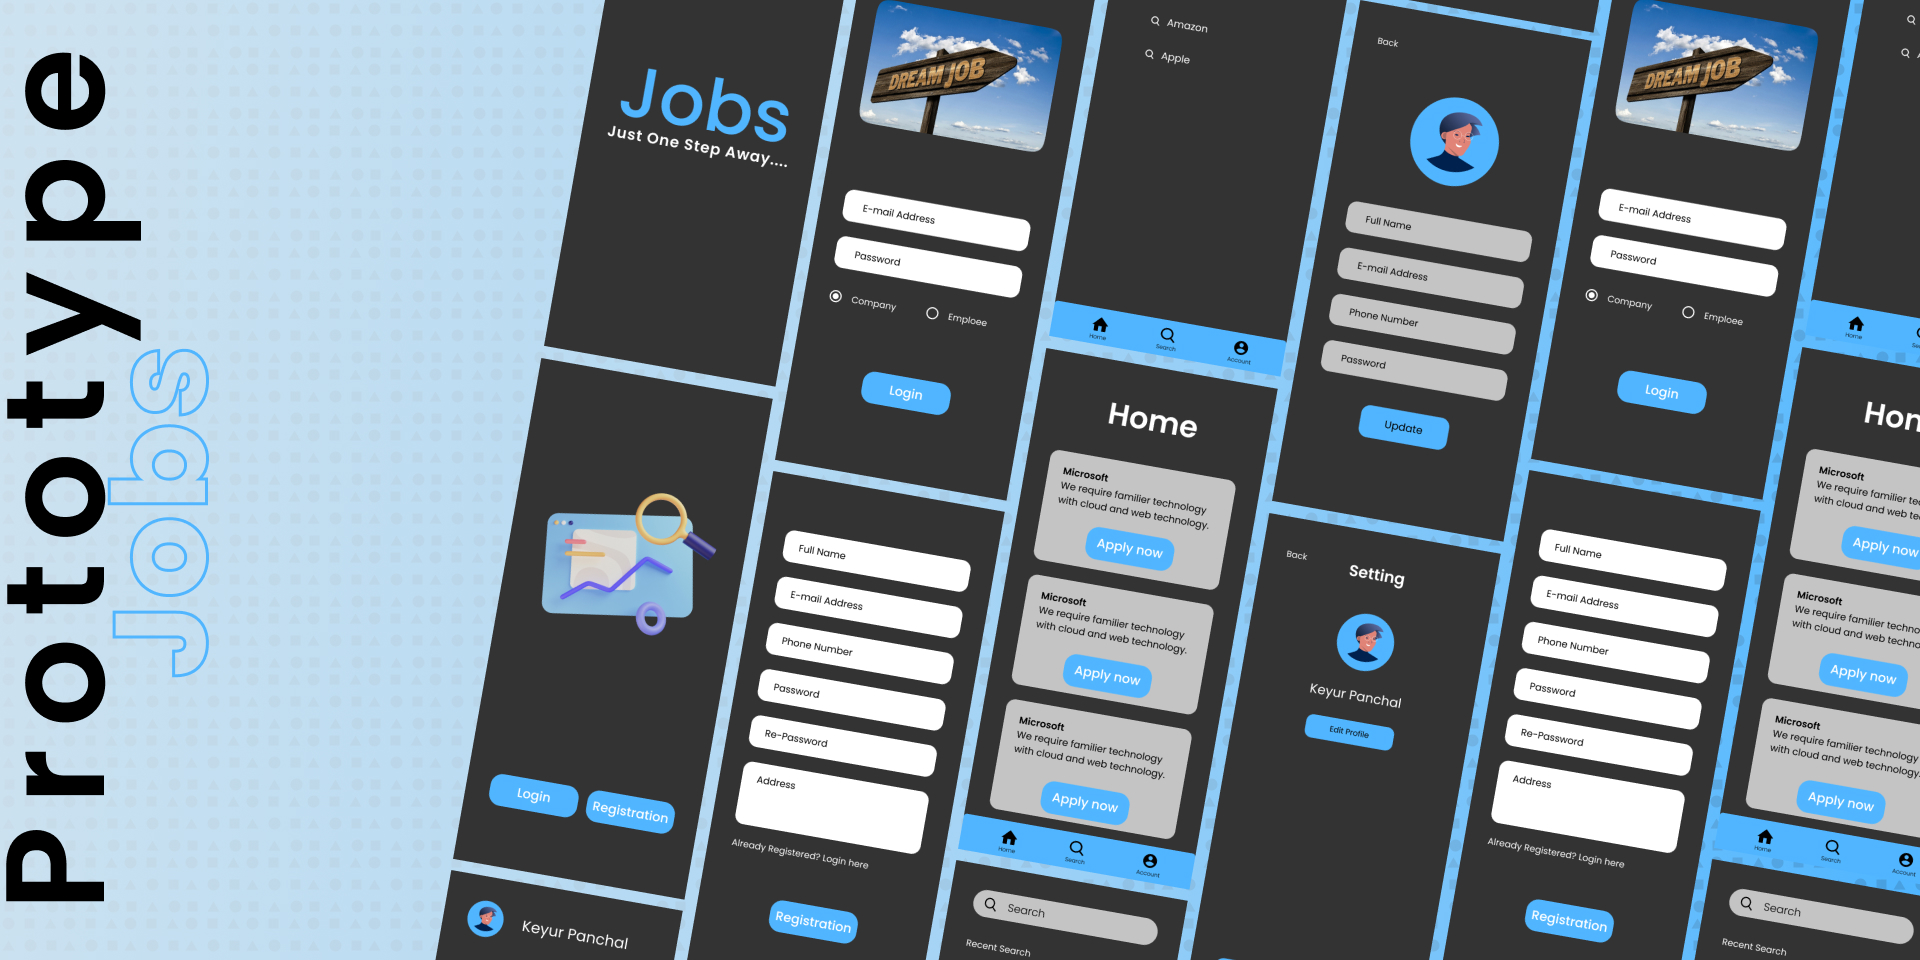 Prototype
Jobs
Jobs
Just One Step Away....
Login
Registration
Keyur Panchal
DREAM JOB
E-mail Address
Password
Company
Emploee
Login
Full Name
E-mail Address
Phone Number
Password
Re-Password
Address
Already Registered? Login here
Registration
Amazon
Apple
Home
Search
Account
Home
Microsoft
We require familier technology
with cloud and web technology.
Apply now
Microsoft
We require familier technology
with cloud and web technology.
Apply now
Microsoft
We require familier technology
with cloud and web technology.
Apply now
Home
Search
Account
Search
Recent Search
Back
Full Name
E-mail Address
Phone Number
Password
Update
Back
Setting
Keyur Panchal
Edit Profile
DREAM JOB
E-mail Address
Password
Company
Emploee
Login
Full Name
E-mail Address
Phone Number
Password
Re-Password
Address
Already Registered? Login here
Registration
Home
Microsoft
We require familier
with cloud and web
Apply now
Microsoft
We require familier
with cloud and web
Apply now
Microsoft
We require familier technology
with cloud and web technology.
Apply now
Home
Search
Account
Search
Recent Search